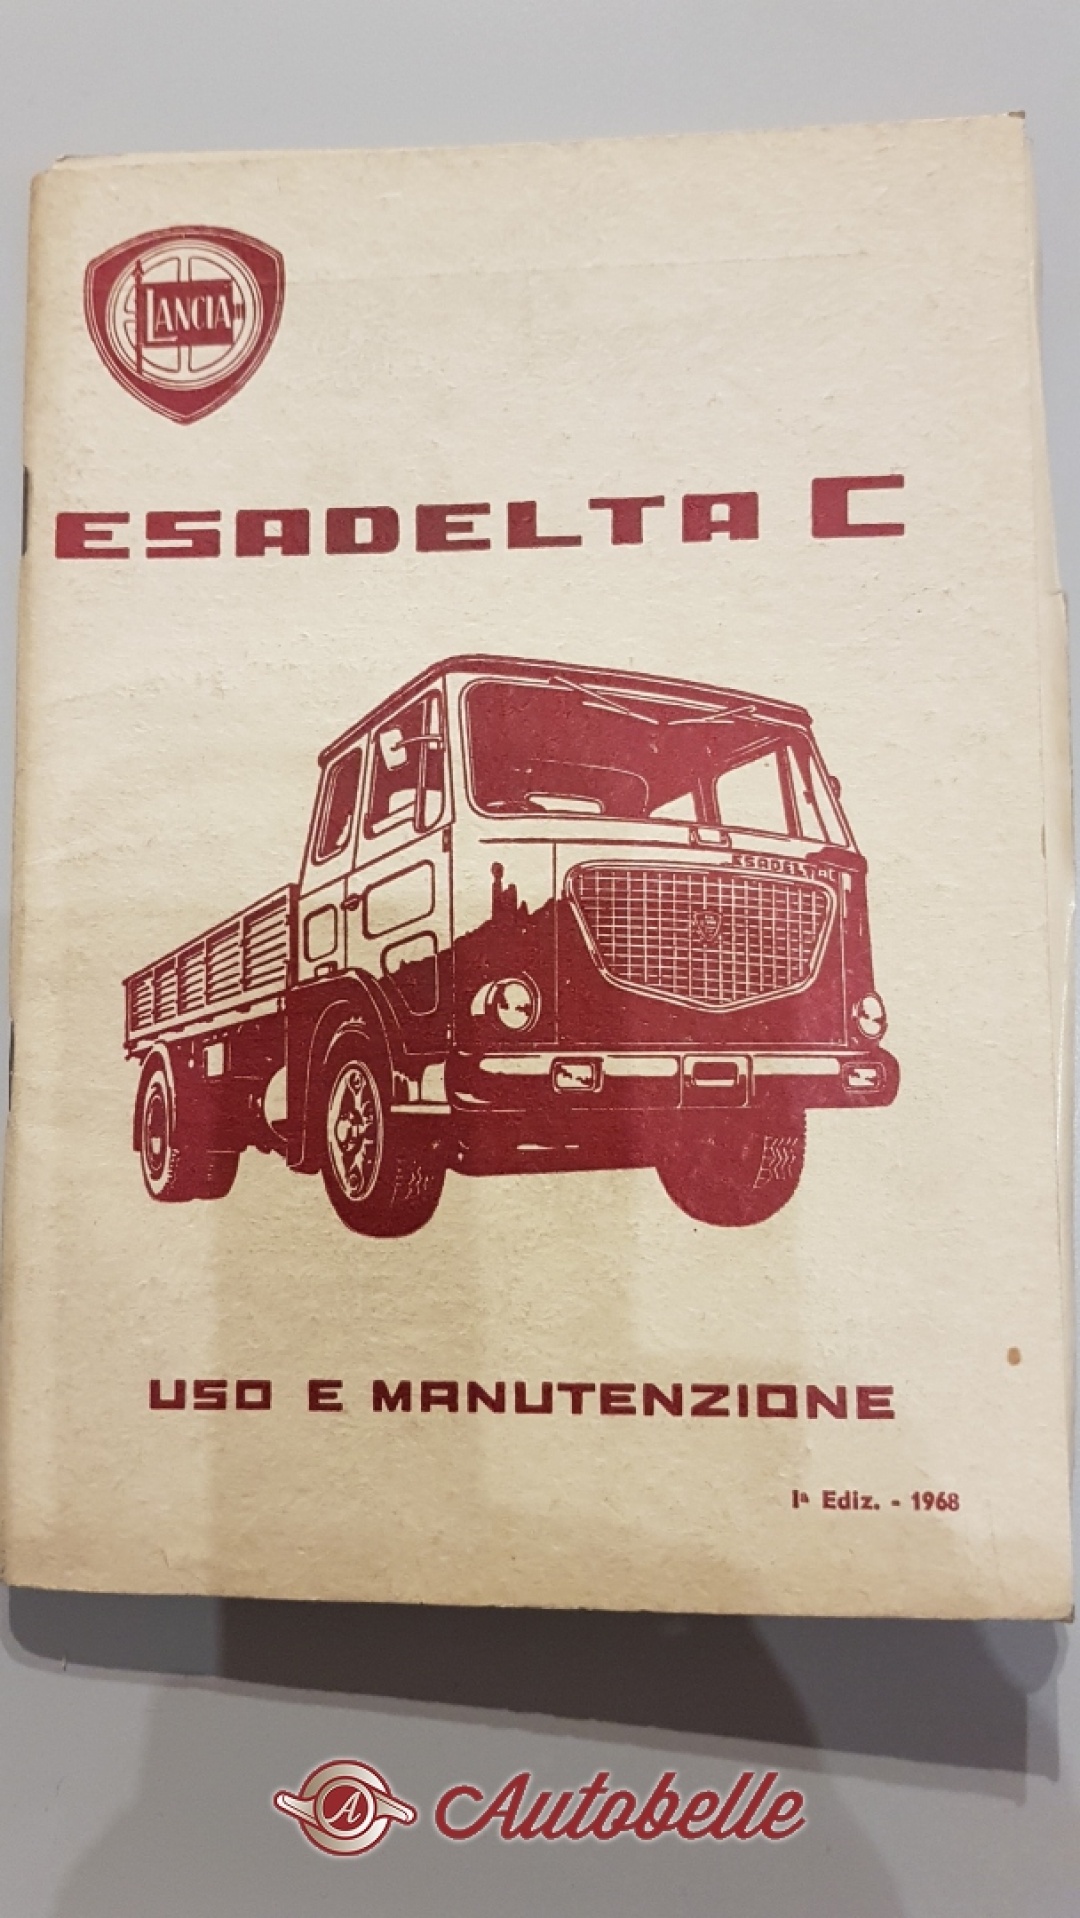 LANCIA
ESADELTA C
ESADELTA C
USO E MANUTENZIONE
Iª Ediz. - 1968
A Autobelle